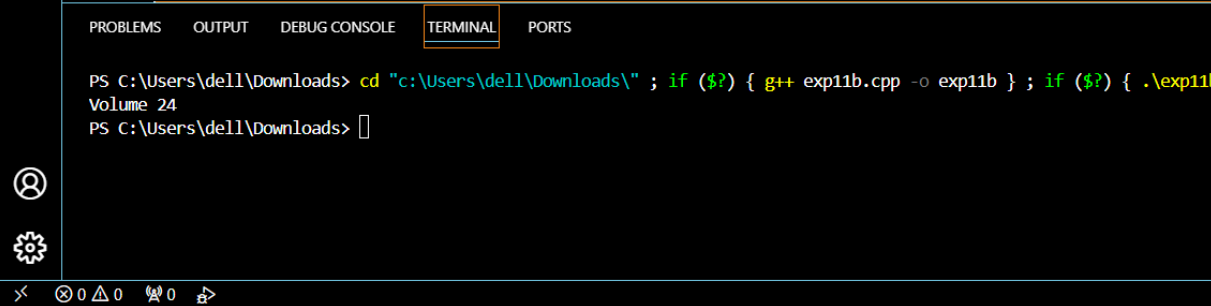 PROBLEMS OUTPUT DEBUG CONSOLE TERMINAL PORTS
PS C:\Users\dell\Downloads> cd "c:\Users\dell\Downloads\" ; if ($?) { g++ exp11b.cpp -o exp11b } ; if ($?) { .\exp11b
Volume 24
PS C:\Users\dell\Downloads>
0 0 0